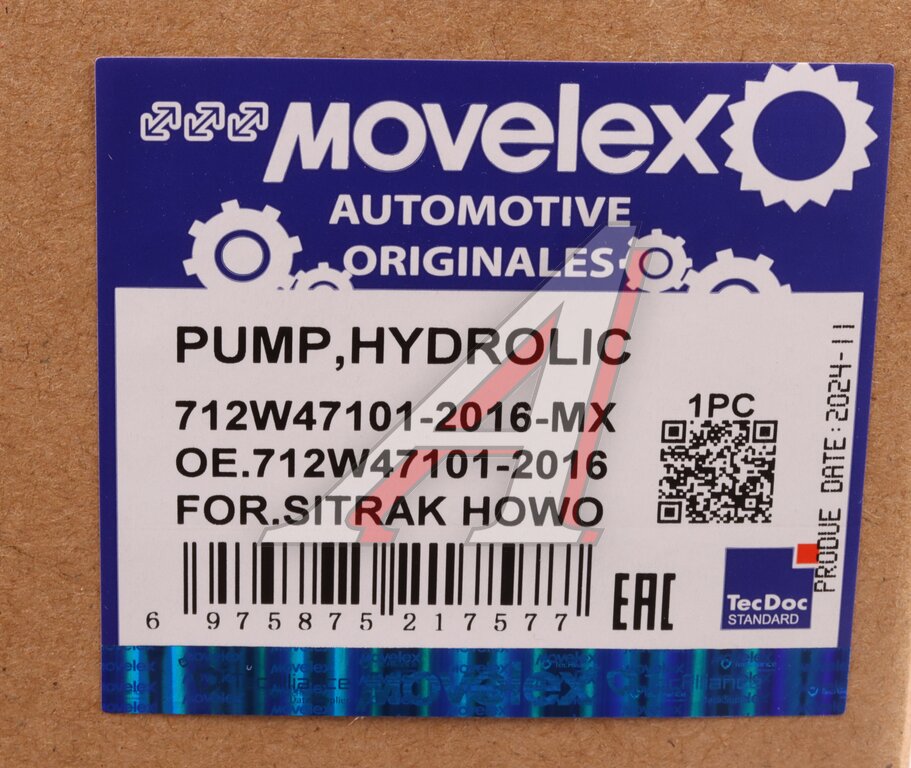 MOVELEX
AUTOMOTIVE
ORIGINALES
PUMP,HYDROLIC
712W47101-2016-MX
OE.712W47101-2016
FOR.SITRAK HOWO
1PC
PRODUE DATE:2024-11
6 975875 217577
EAC
TecDoc
STANDARD
MOVELEX